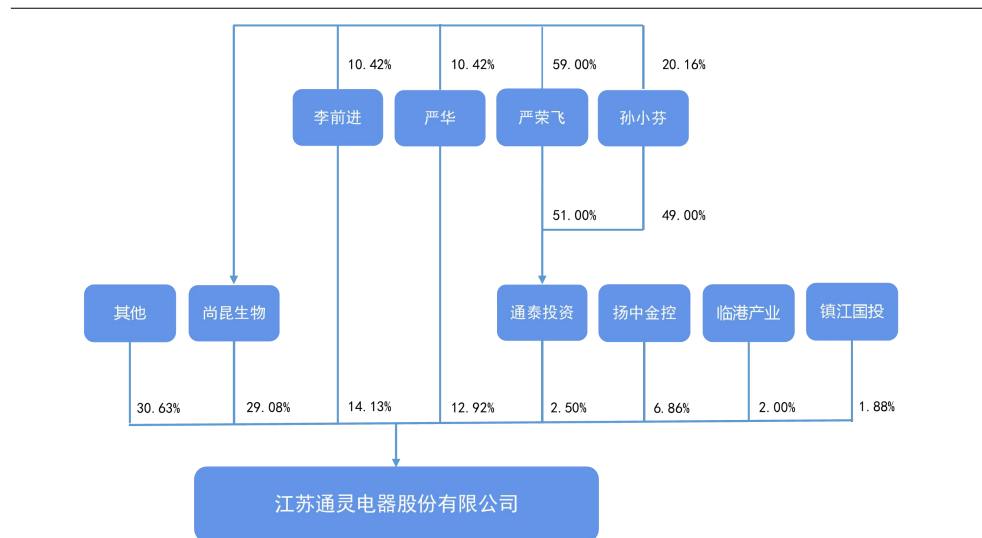 10.42% 10.42% 59.00% 20.16%
李前进 严华 严荣飞 孙小芬
51.00% 49.00%
其他 尚昆生物 通泰投资 扬中金控 临港产业 镇江国投
30.63% 29.08% 14.13% 12.92% 2.50% 6.86% 2.00% 1.88%
江苏通灵电器股份有限公司